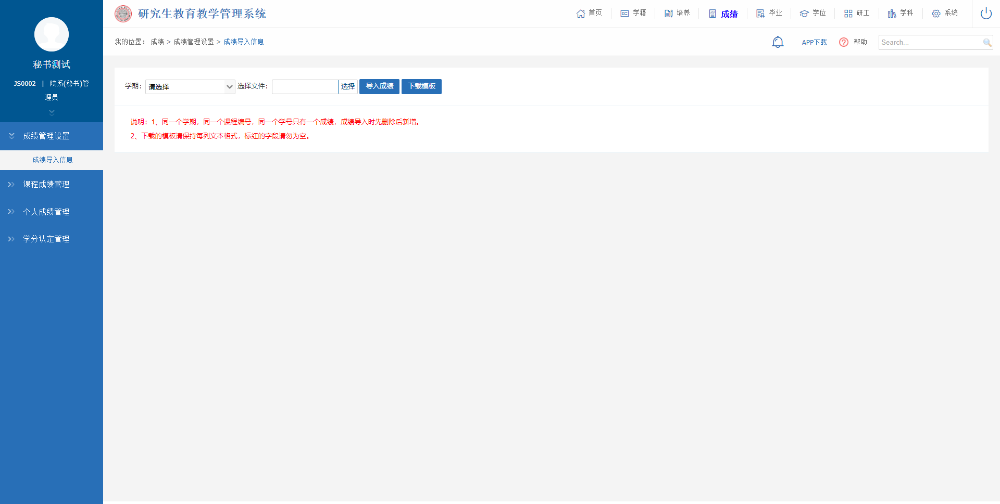 研究生教育教学管理系统
首页 学籍 培养 成绩 毕业 学位 研工 学科 系统
秘书测试
JS0002 | 院系(秘书)管
理员
我的位置： 成绩 > 成绩管理设置 > 成绩导入信息
APP下载 帮助 Search...
成绩管理设置
成绩导入信息
课程成绩管理
个人成绩管理
学分认定管理
学期： 请选择 选择文件： 选择 导入成绩 下载模板
说明：1、同一个学期，同一个课程编号，同一个学号只有一个成绩，成绩导入时先删除后新增。
2、下载的模板请保持每列文本格式，标红的字段请勿为空。